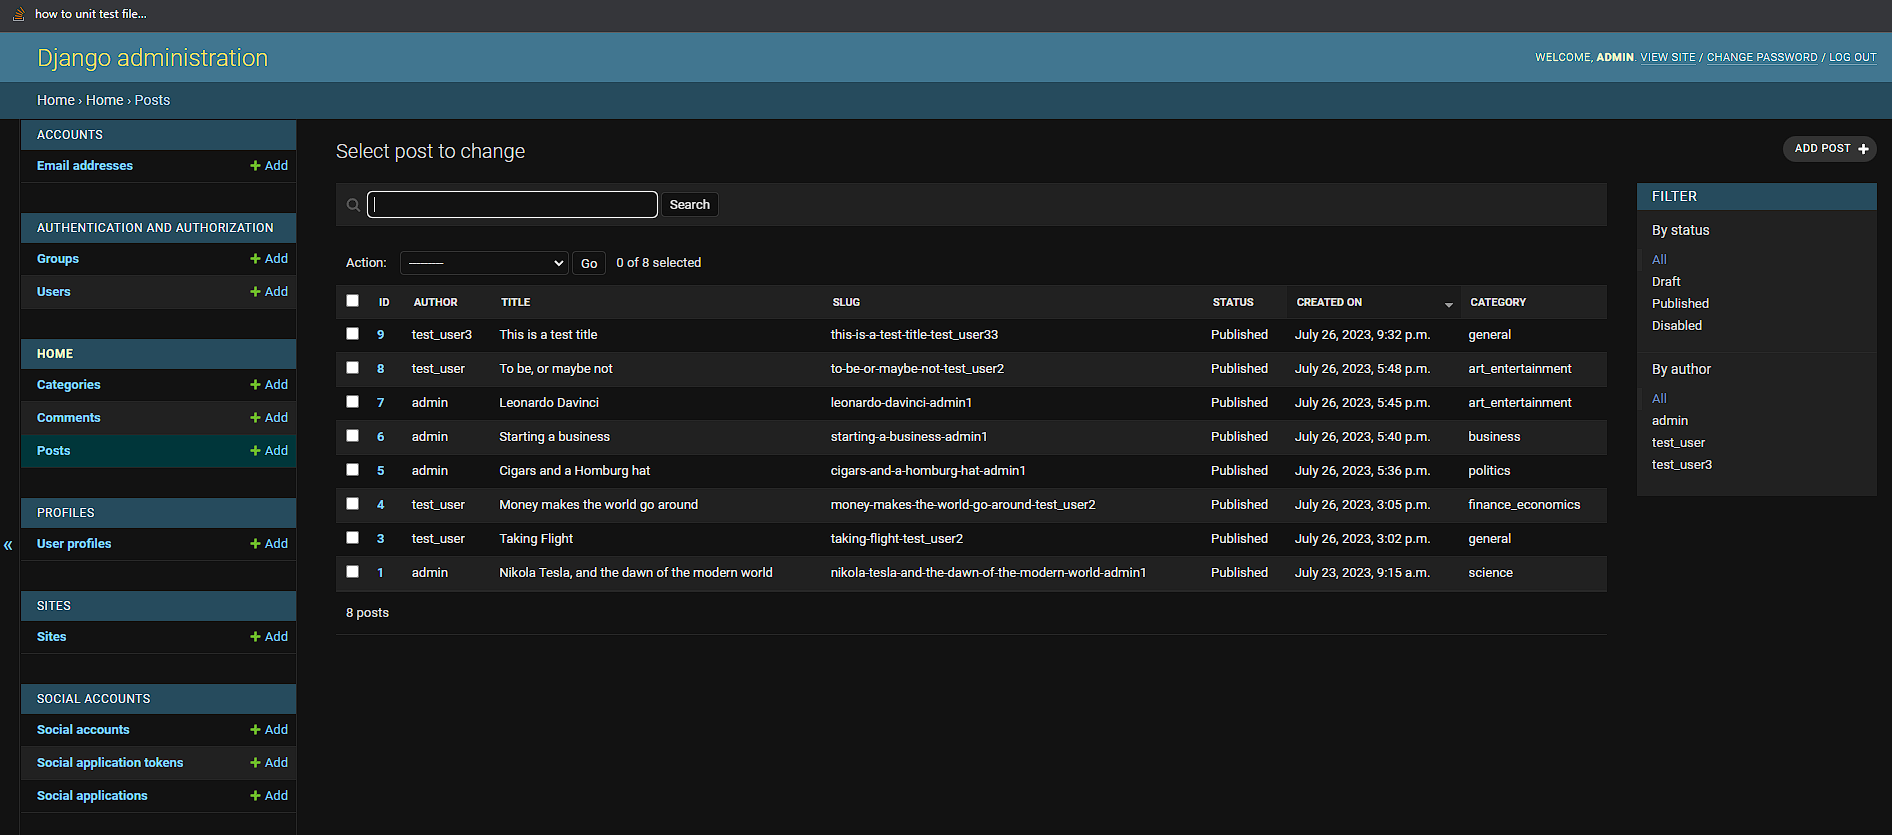 how to unit test file...
Django administration
WELCOME, ADMIN. VIEW SITE / CHANGE PASSWORD / LOG OUT
Home › Home › Posts
ACCOUNTS
Email addresses + Add
AUTHENTICATION AND AUTHORIZATION
Groups + Add
Users + Add
HOME
Categories + Add
Comments + Add
Posts + Add
PROFILES
User profiles + Add
SITES
Sites + Add
SOCIAL ACCOUNTS
Social accounts + Add
Social application tokens + Add
Social applications + Add
«
Select post to change
ADD POST +
Search
Action: --------- Go 0 of 8 selected
ID AUTHOR TITLE SLUG STATUS CREATED ON CATEGORY
9 test_user3 This is a test title this-is-a-test-title-test_user33 Published July 26, 2023, 9:32 p.m. general
8 test_user To be, or maybe not to-be-or-maybe-not-test_user2 Published July 26, 2023, 5:48 p.m. art_entertainment
7 admin Leonardo Davinci leonardo-davinci-admin1 Published July 26, 2023, 5:45 p.m. art_entertainment
6 admin Starting a business starting-a-business-admin1 Published July 26, 2023, 5:40 p.m. business
5 admin Cigars and a Homburg hat cigars-and-a-homburg-hat-admin1 Published July 26, 2023, 5:36 p.m. politics
4 test_user Money makes the world go around money-makes-the-world-go-around-test_user2 Published July 26, 2023, 3:05 p.m. finance_economics
3 test_user Taking Flight taking-flight-test_user2 Published July 26, 2023, 3:02 p.m. general
1 admin Nikola Tesla, and the dawn of the modern world nikola-tesla-and-the-dawn-of-the-modern-world-admin1 Published July 23, 2023, 9:15 a.m. science
8 posts
FILTER
By status
All
Draft
Published
Disabled
By author
All
admin
test_user
test_user3